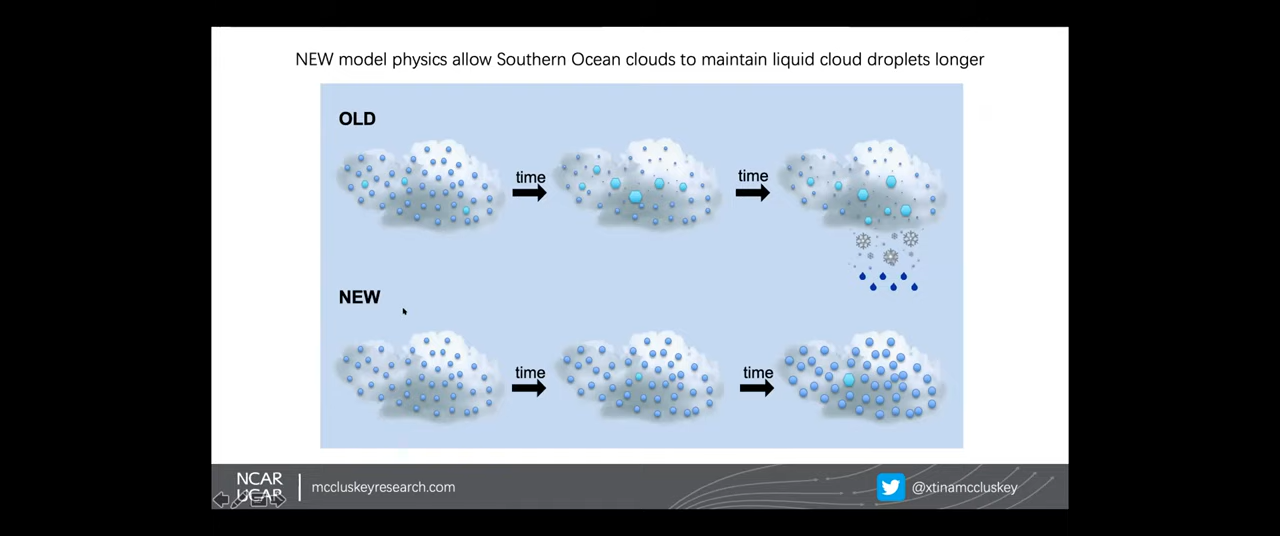 NEW model physics allow Southern Ocean clouds to maintain liquid cloud droplets longer
OLD
time
time
NEW
time
time
NCAR
UCAR
mccluskeyresearch.com
@xtinamccluskey